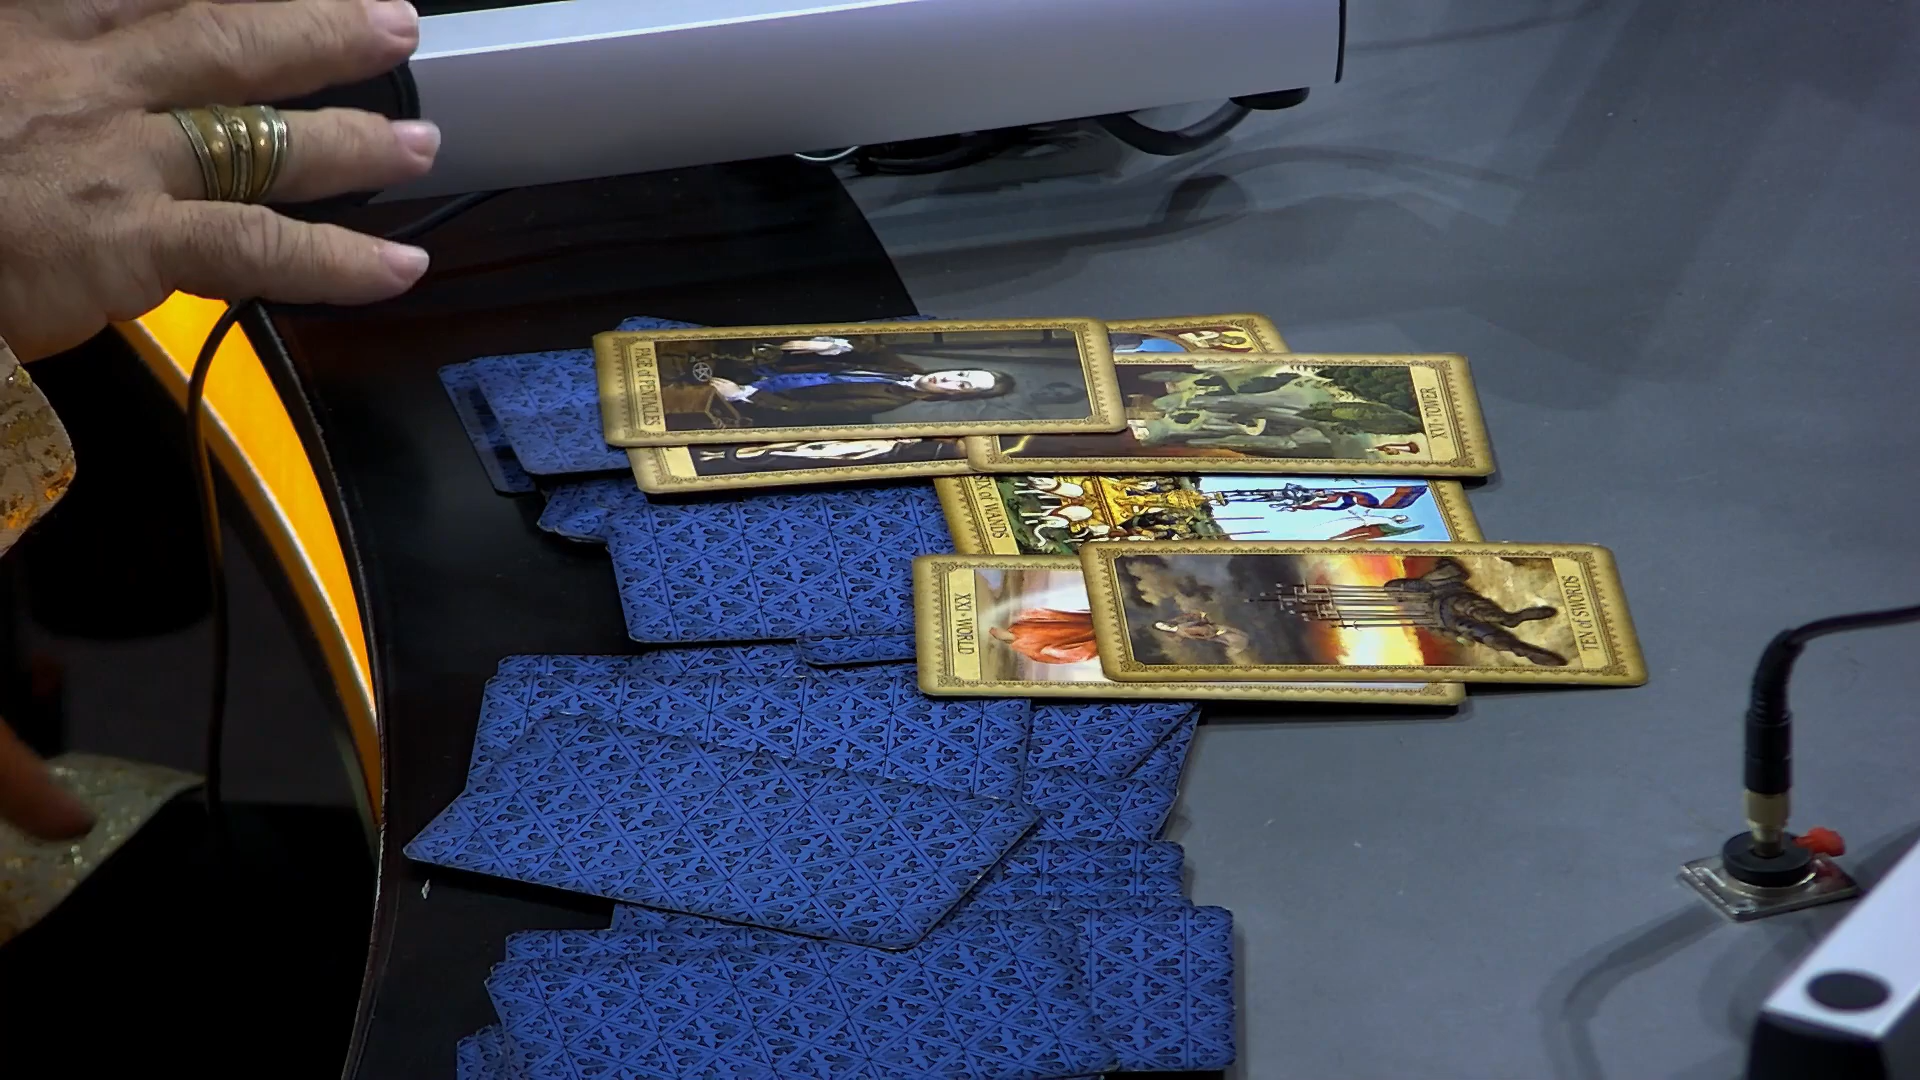 PAGE of PENTACLES
XVI • TOWER
of WANDS
XXI • WORLD
TEN of SWORDS